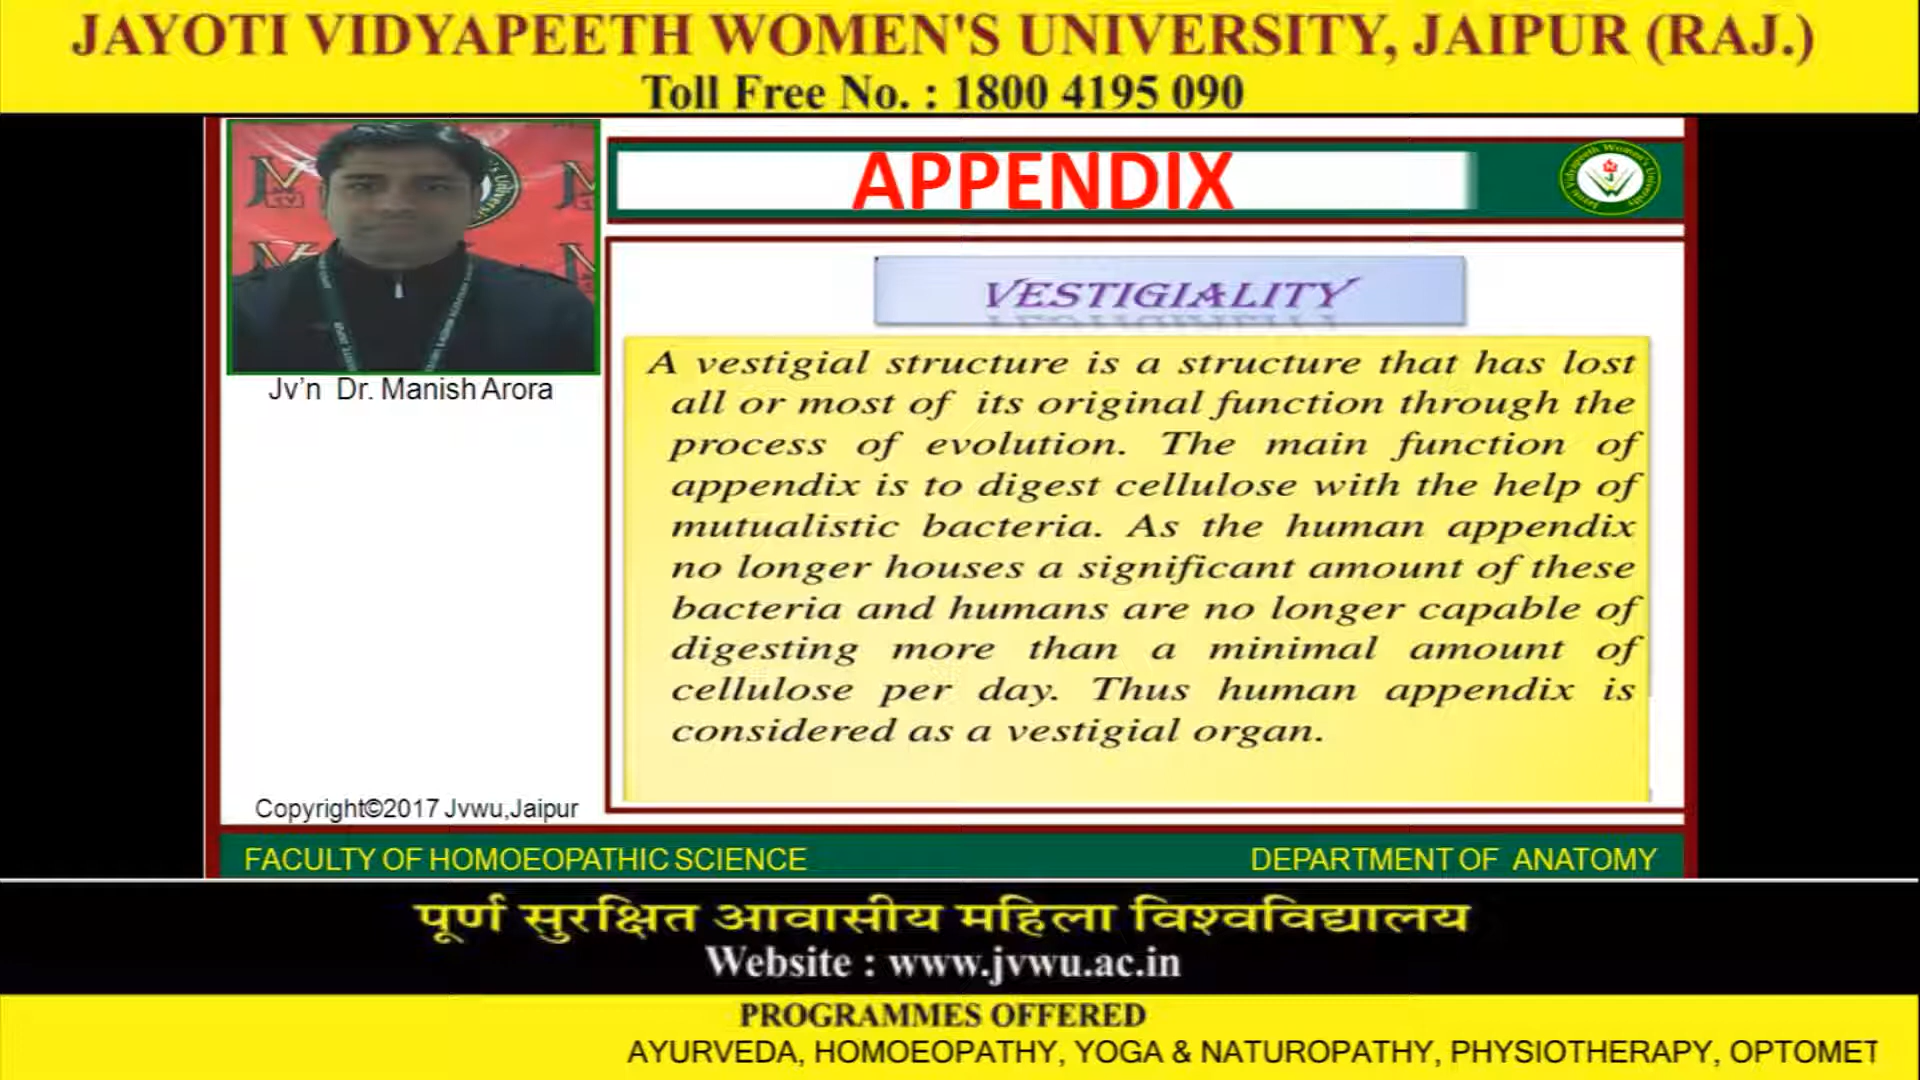 JAYOTI VIDYAPEETH WOMEN'S UNIVERSITY, JAIPUR (RAJ.)
Toll Free No. : 1800 4195 090
APPENDIX
Jv'n Dr. Manish Arora
VESTIGIALITY
A vestigial structure is a structure that has lost
all or most of its original function through the
process of evolution. The main function of
appendix is to digest cellulose with the help of
mutualistic bacteria. As the human appendix
no longer houses a significant amount of these
bacteria and humans are no longer capable of
digesting more than a minimal amount of
cellulose per day. Thus human appendix is
considered as a vestigial organ.
Copyright©2017 Jvwu,Jaipur
FACULTY OF HOMOEOPATHIC SCIENCE
DEPARTMENT OF ANATOMY
पूर्ण सुरक्षित आवासीय महिला विश्वविद्यालय
Website : www.jvwu.ac.in
PROGRAMMES OFFERED
AYURVEDA, HOMOEOPATHY, YOGA & NATUROPATHY, PHYSIOTHERAPY, OPTOMET